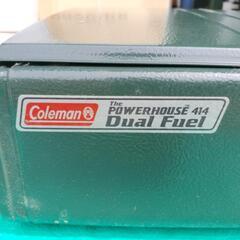 Coleman
The
POWERHOUSE 414
Dual Fuel